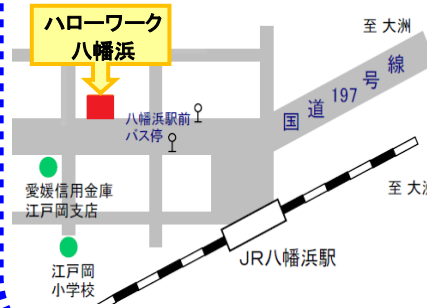 ハローワーク
八幡浜
至 大洲
国道197号線
八幡浜駅前
バス停
愛媛信用金庫
江戸岡支店
至 大
JR八幡浜駅
江戸岡
小学校